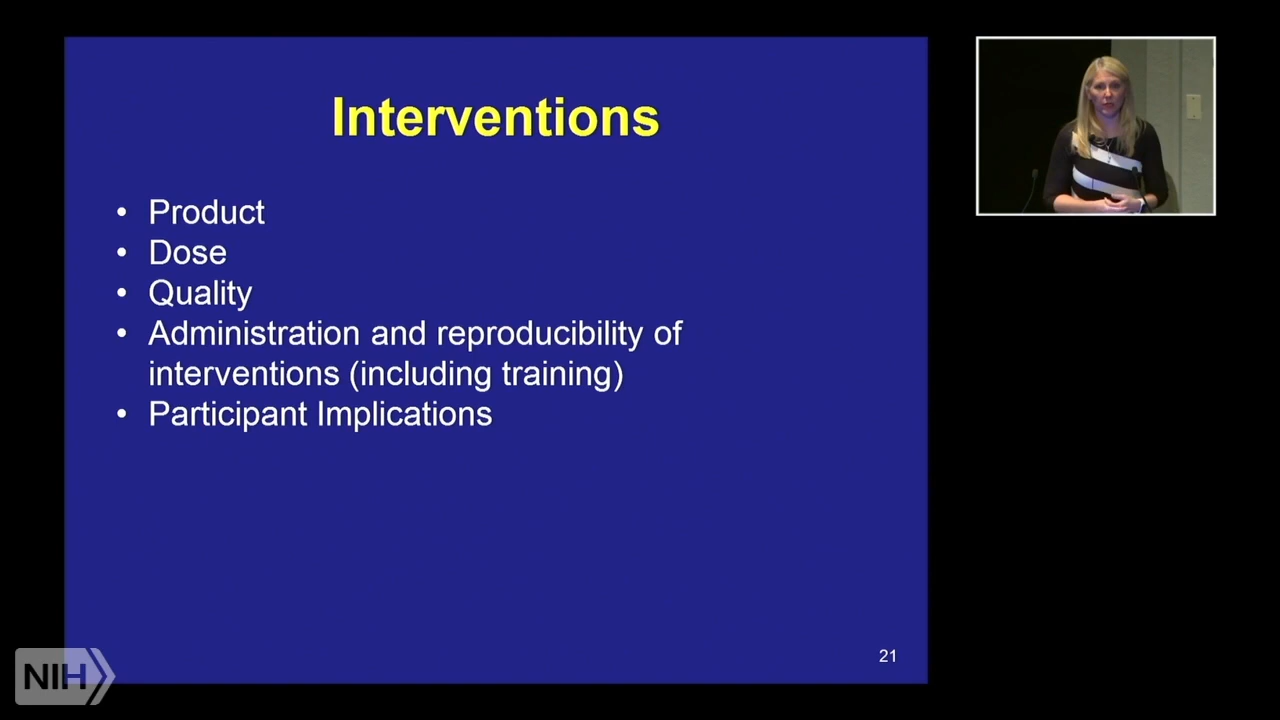 Interventions
• Product
• Dose
• Quality
• Administration and reproducibility of
interventions (including training)
• Participant Implications
21
NIH